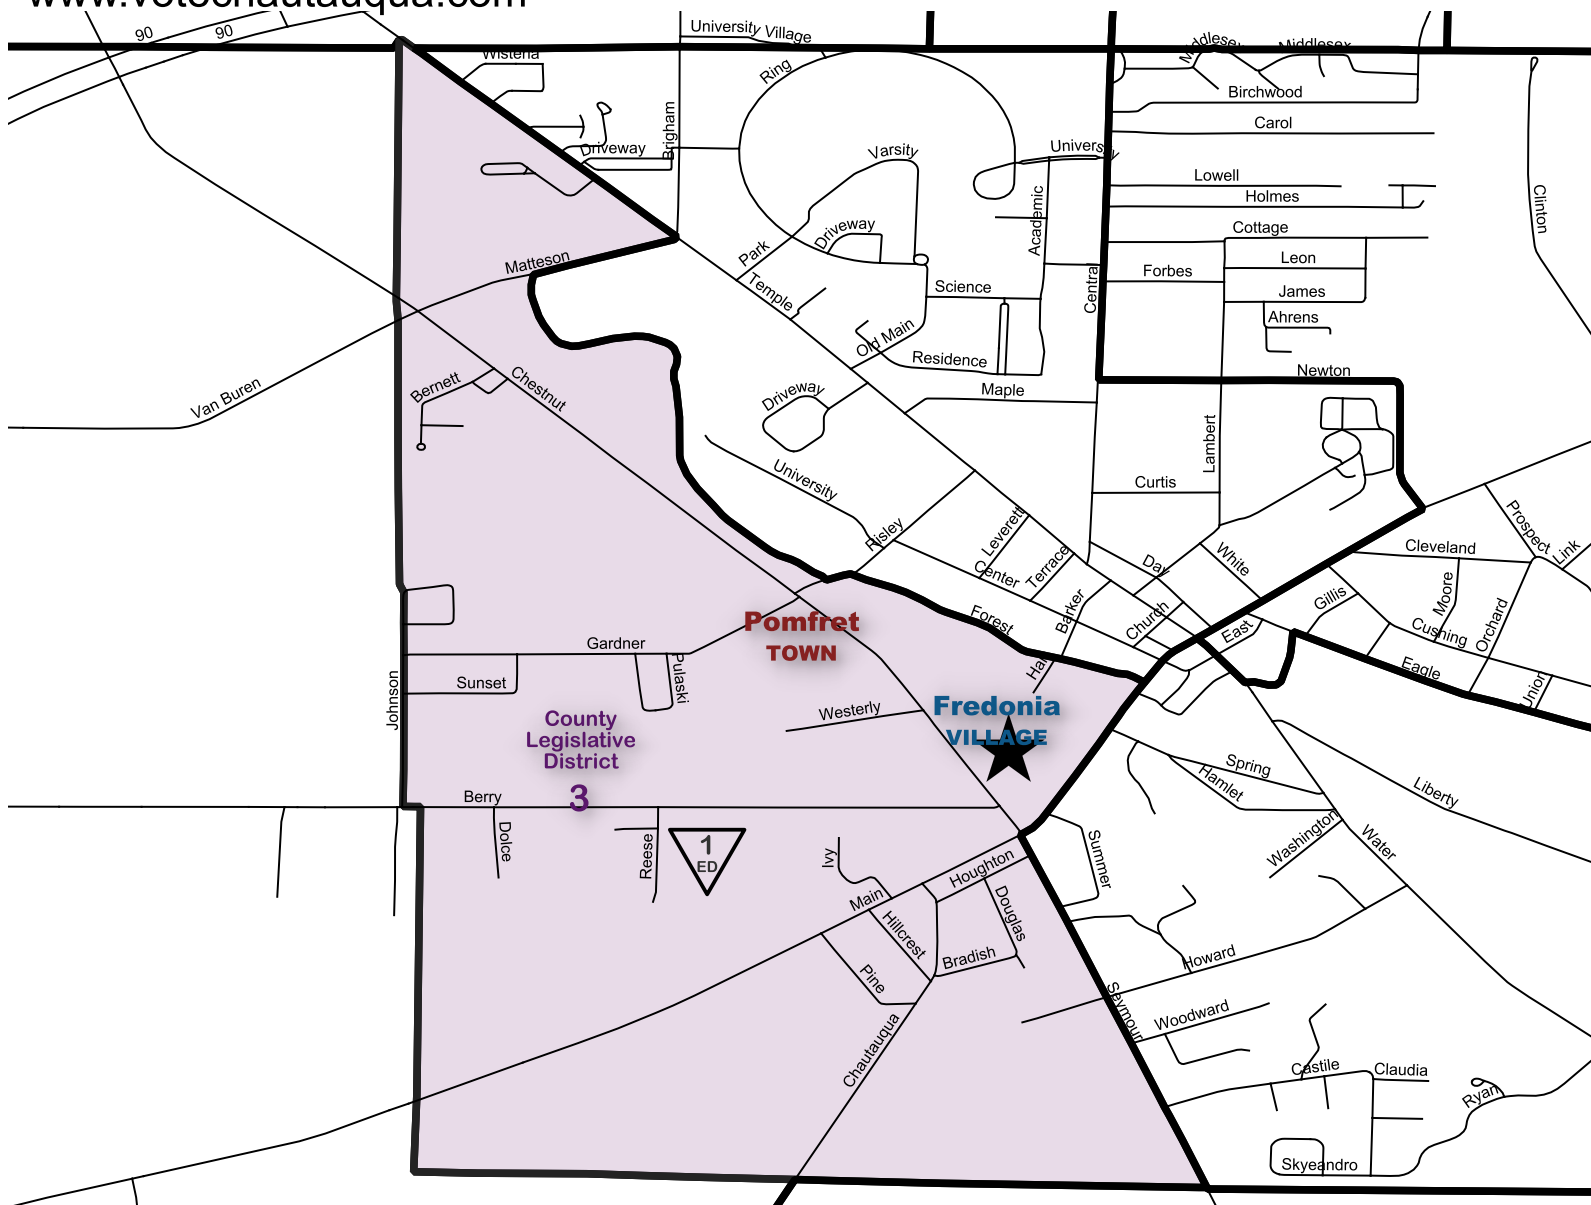 www.votechautauqua.com
90
90
University Village
Wisteria
Middlesex
Middlesex
Ring
Birchwood
Carol
Driveway
Brigham
Varsity
University
Lowell
Holmes
Clinton
Academic
Cottage
Driveway
Park
Matteson
Leon
Forbes
Temple
Science
Central
James
Ahrens
Old Main
Residence
Newton
Maple
Chestnut
Bernett
Van Buren
Driveway
Lambert
University
Curtis
Risley
Leverett
Prospect
Link
Cleveland
Center
Terrace
Day
White
Moore
Gillis
Orchard
Barker
Church
East
Cushing
Forest
Pomfret
TOWN
Gardner
Pulaski
Sunset
Johnson
Eagle
Union
Westerly
Fredonia
VILLAGE
County
Legislative
District
3
Spring
Hamlet
Liberty
Berry
Dolce
Reese
1
ED
Ivy
Houghton
Summer
Washington
Water
Main
Hillcrest
Douglas
Bradish
Pine
Howard
Seymour
Woodward
Chautauqua
Castile
Claudia
Ryan
Skyeandro